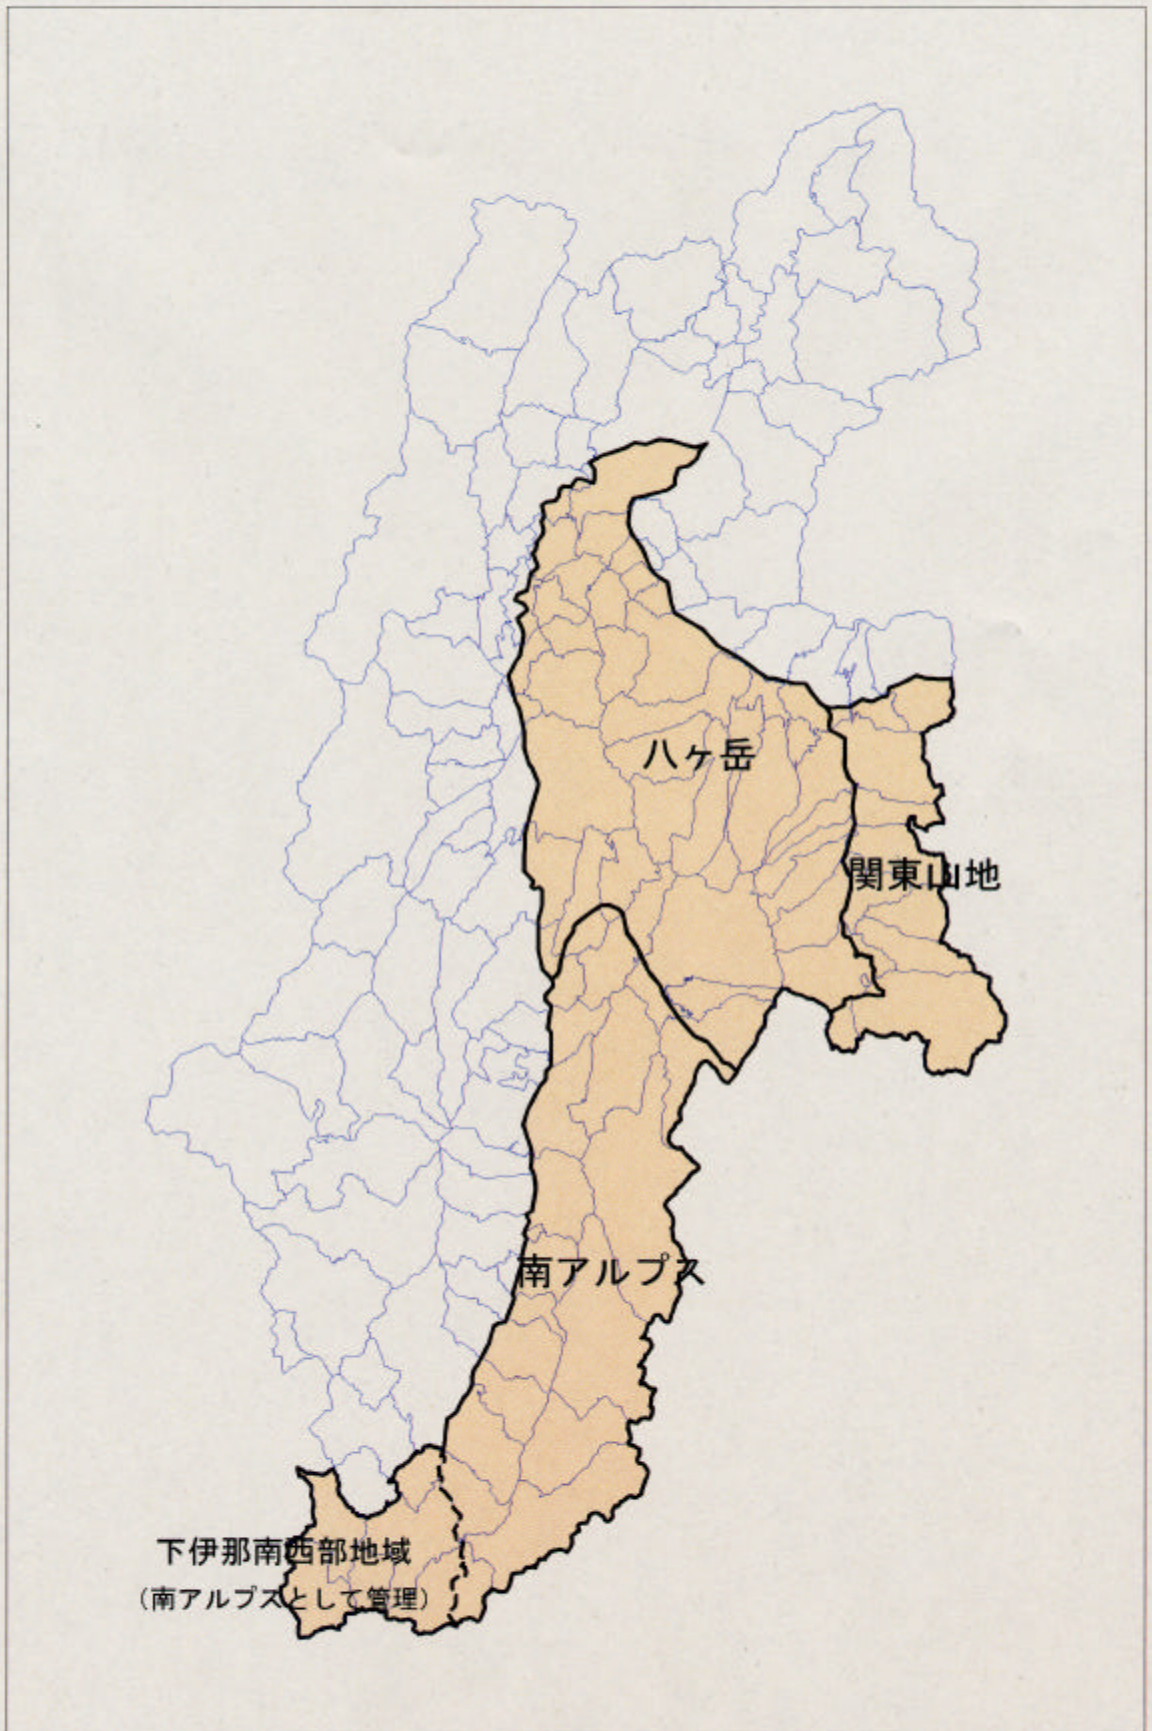 八ヶ岳
関東山地
南アルプス
下伊那南西部地域
（南アルプスとして管理）